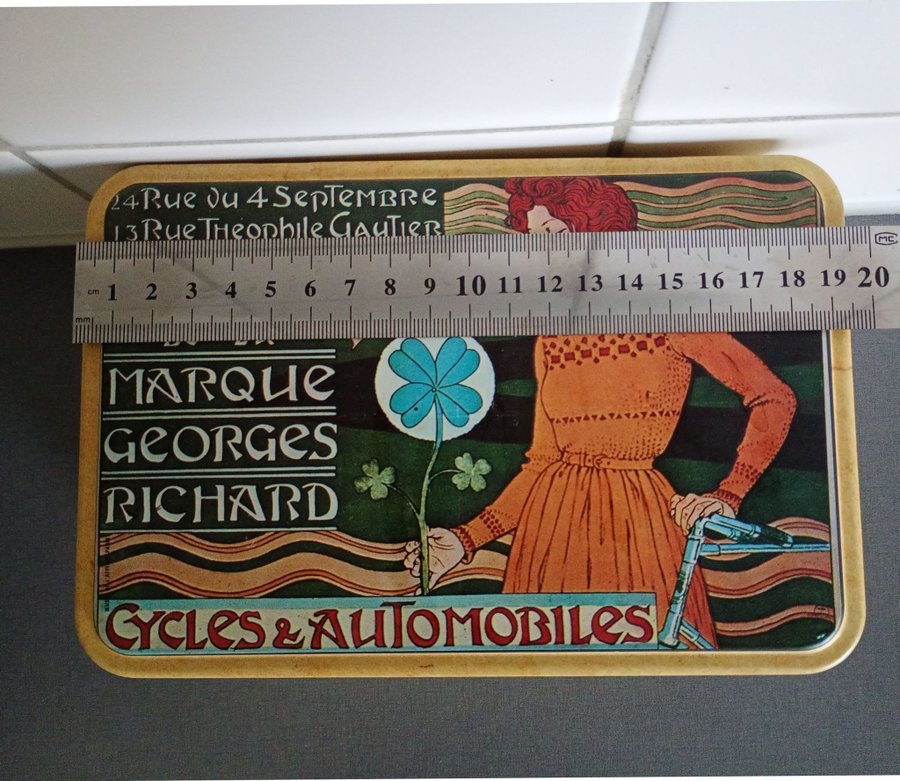 24 Rue du 4 Septembre
13 Rue Theophile Gautier
MC
cm 1 2 3 4 5 6 7 8 9 10 11 12 13 14 15 16 17 18 19 20
mm
Marque
Georges
Richard
Cycles & Automobiles